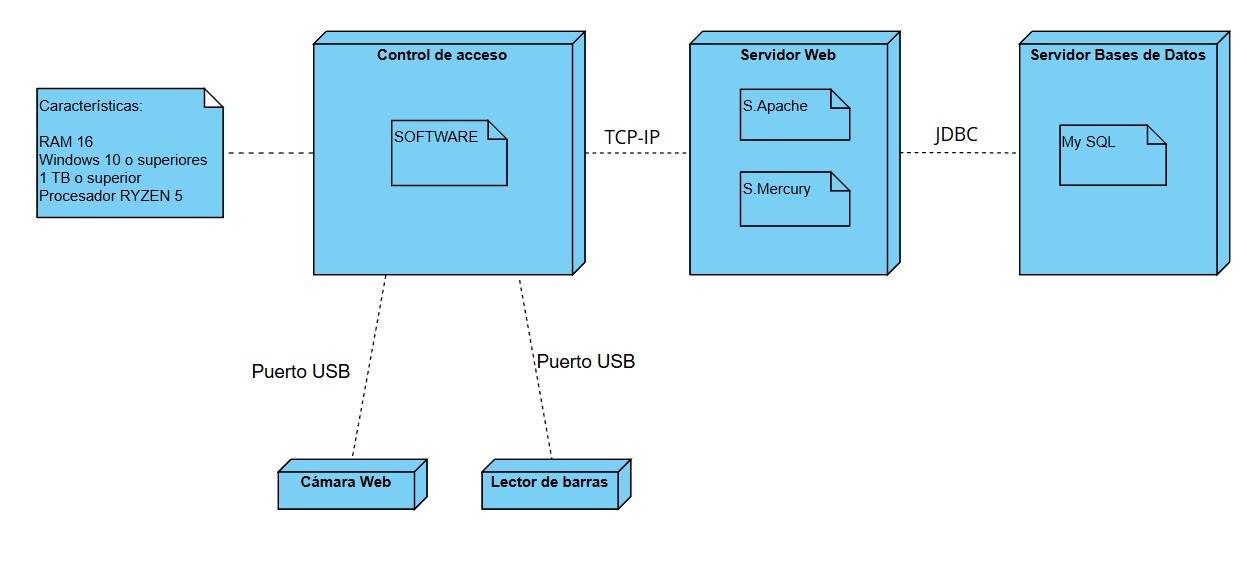 Control de acceso
Servidor Web
Servidor Bases de Datos
Características:
RAM 16
Windows 10 o superiores
1 TB o superior
Procesador RYZEN 5
SOFTWARE
TCP-IP
S.Apache
S.Mercury
JDBC
My SQL
Puerto USB
Puerto USB
Cámara Web
Lector de barras